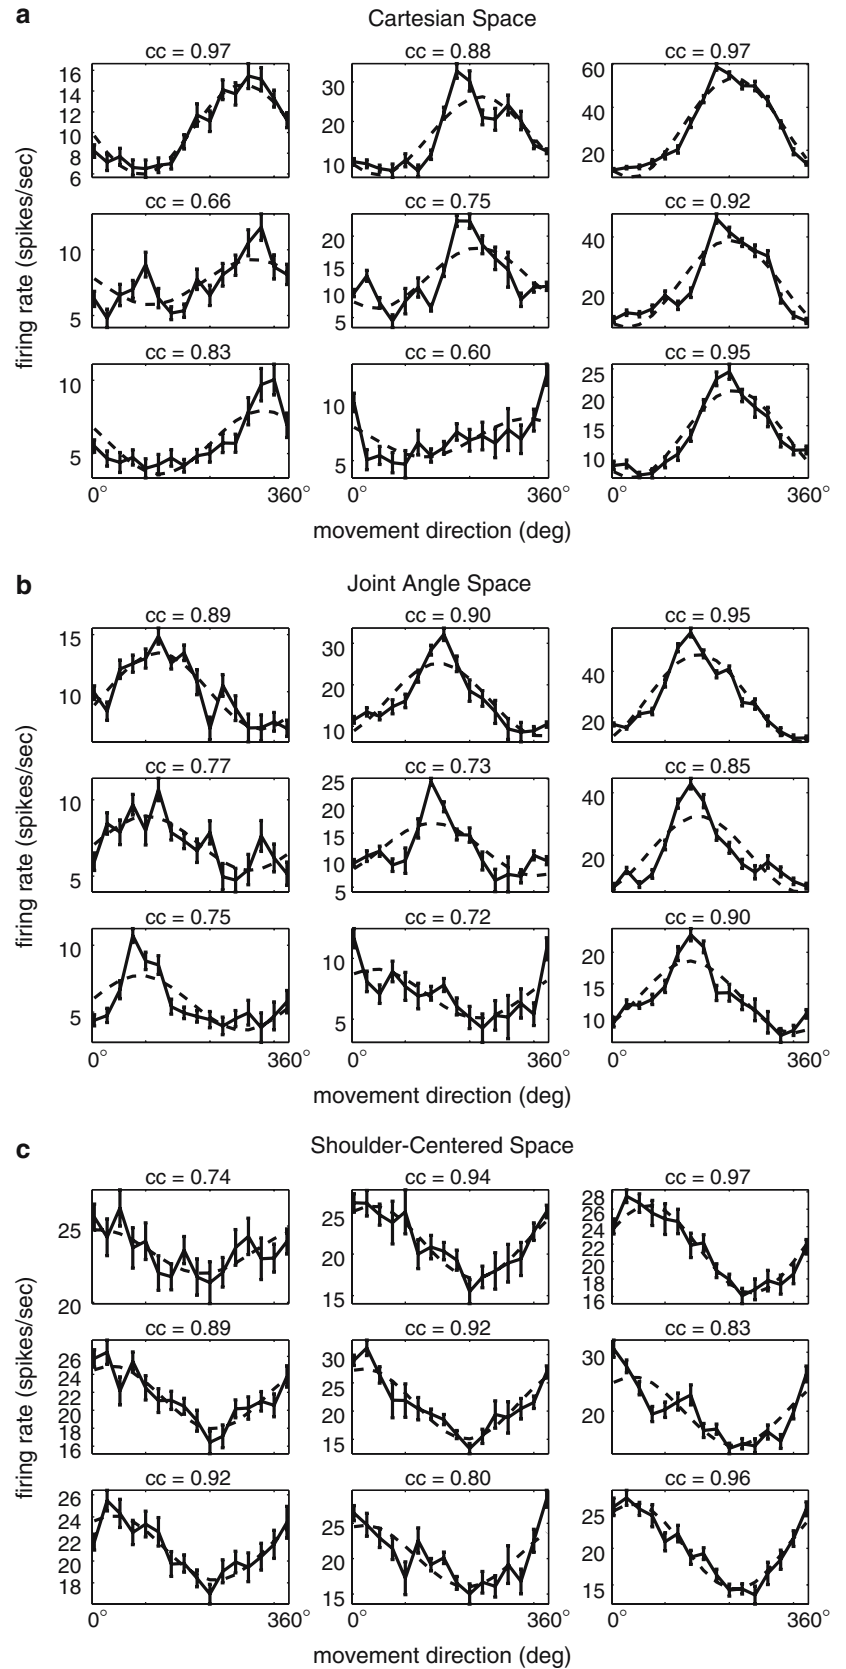 a
Cartesian Space
cc = 0.97 cc = 0.88 cc = 0.97
16 14 12 10 8 6
30 20 10
60 40 20
cc = 0.66 cc = 0.75 cc = 0.92
10 5
20 15 10 5
40 20
cc = 0.83 cc = 0.60 cc = 0.95
10 5
10 5
25 20 15 10
firing rate (spikes/sec)
0° 360° 0° 360° 0° 360°
movement direction (deg)
b
Joint Angle Space
cc = 0.89 cc = 0.90 cc = 0.95
15 10
30 20 10
40 20
cc = 0.77 cc = 0.73 cc = 0.85
10 5
25 20 15 10 5
40 20
cc = 0.75 cc = 0.72 cc = 0.90
10 5
10 5
20 15 10
firing rate (spikes/sec)
0° 360° 0° 360° 0° 360°
movement direction (deg)
c
Shoulder-Centered Space
cc = 0.74 cc = 0.94 cc = 0.97
25 20
25 20 15 14
28 26 24 22 20 18 16
cc = 0.89 cc = 0.92 cc = 0.83
26 24 22 20 18 16
30 25 20 15
30 20
cc = 0.92 cc = 0.80 cc = 0.96
26 24 22 20 18
25 20 15
25 20 15
firing rate (spikes/sec)
0° 360° 0° 360° 0° 360°
movement direction (deg)